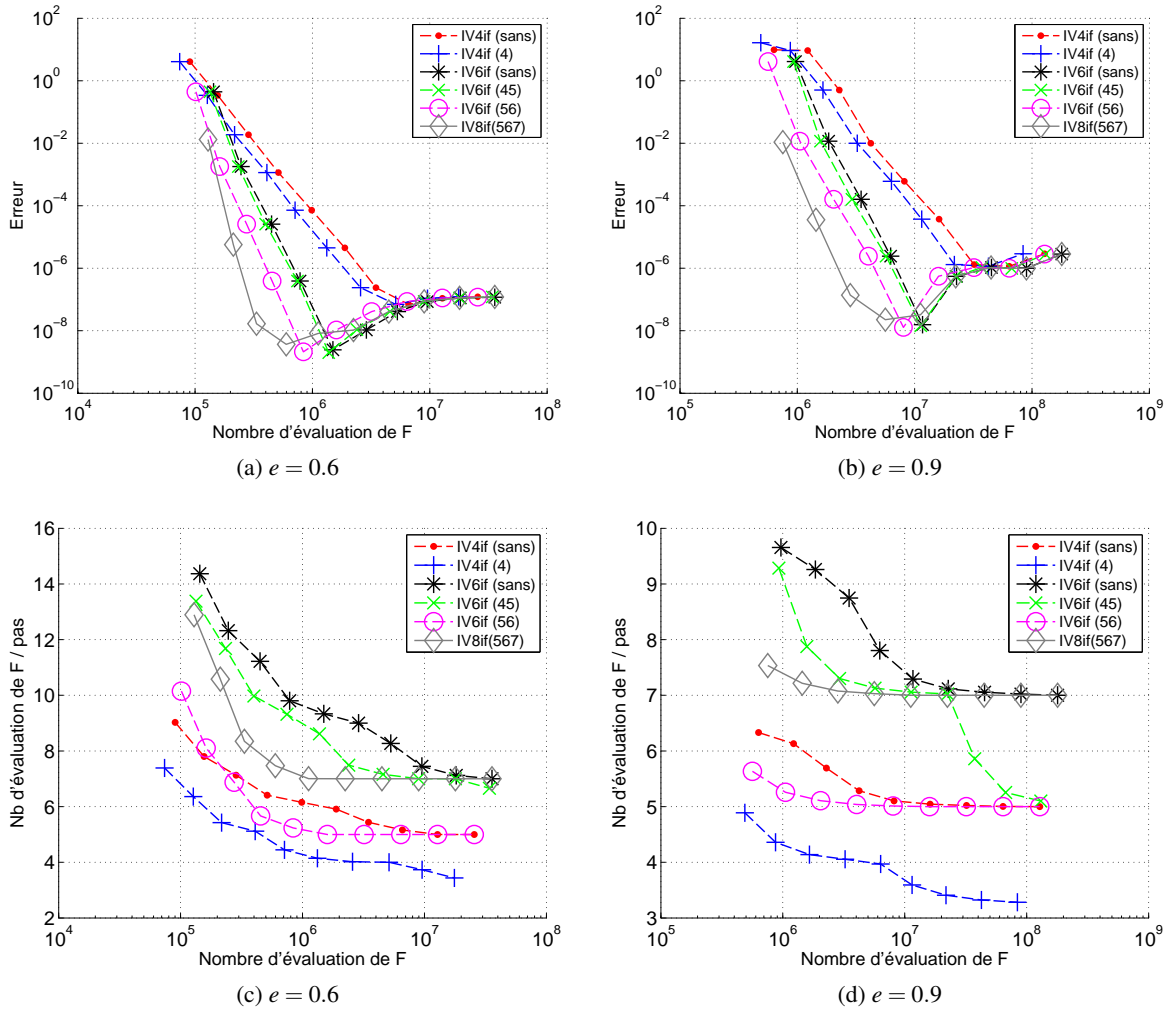 10^2
10^0
10^−2
10^−4
10^−6
10^−8
10^−10
Erreur
10^4
10^5
10^6
10^7
10^8
Nombre d'évaluation de F
IV4if (sans)
IV4if (4)
IV6if (sans)
IV6if (45)
IV6if (56)
IV8if(567)
(a) e = 0.6
10^2
10^0
10^−2
10^−4
10^−6
10^−8
10^−10
Erreur
10^5
10^6
10^7
10^8
10^9
Nombre d'évaluation de F
IV4if (sans)
IV4if (4)
IV6if (sans)
IV6if (45)
IV6if (56)
IV8if(567)
(b) e = 0.9
16
14
12
10
8
6
4
2
Nb d'évaluation de F / pas
10^4
10^5
10^6
10^7
10^8
Nombre d'évaluation de F
IV4if (sans)
IV4if (4)
IV6if (sans)
IV6if (45)
IV6if (56)
IV8if(567)
(c) e = 0.6
10
9
8
7
6
5
4
3
Nb d'évaluation de F / pas
10^5
10^6
10^7
10^8
10^9
Nombre d'évaluation de F
IV4if (sans)
IV4if (4)
IV6if (sans)
IV6if (45)
IV6if (56)
IV8if(567)
(d) e = 0.9